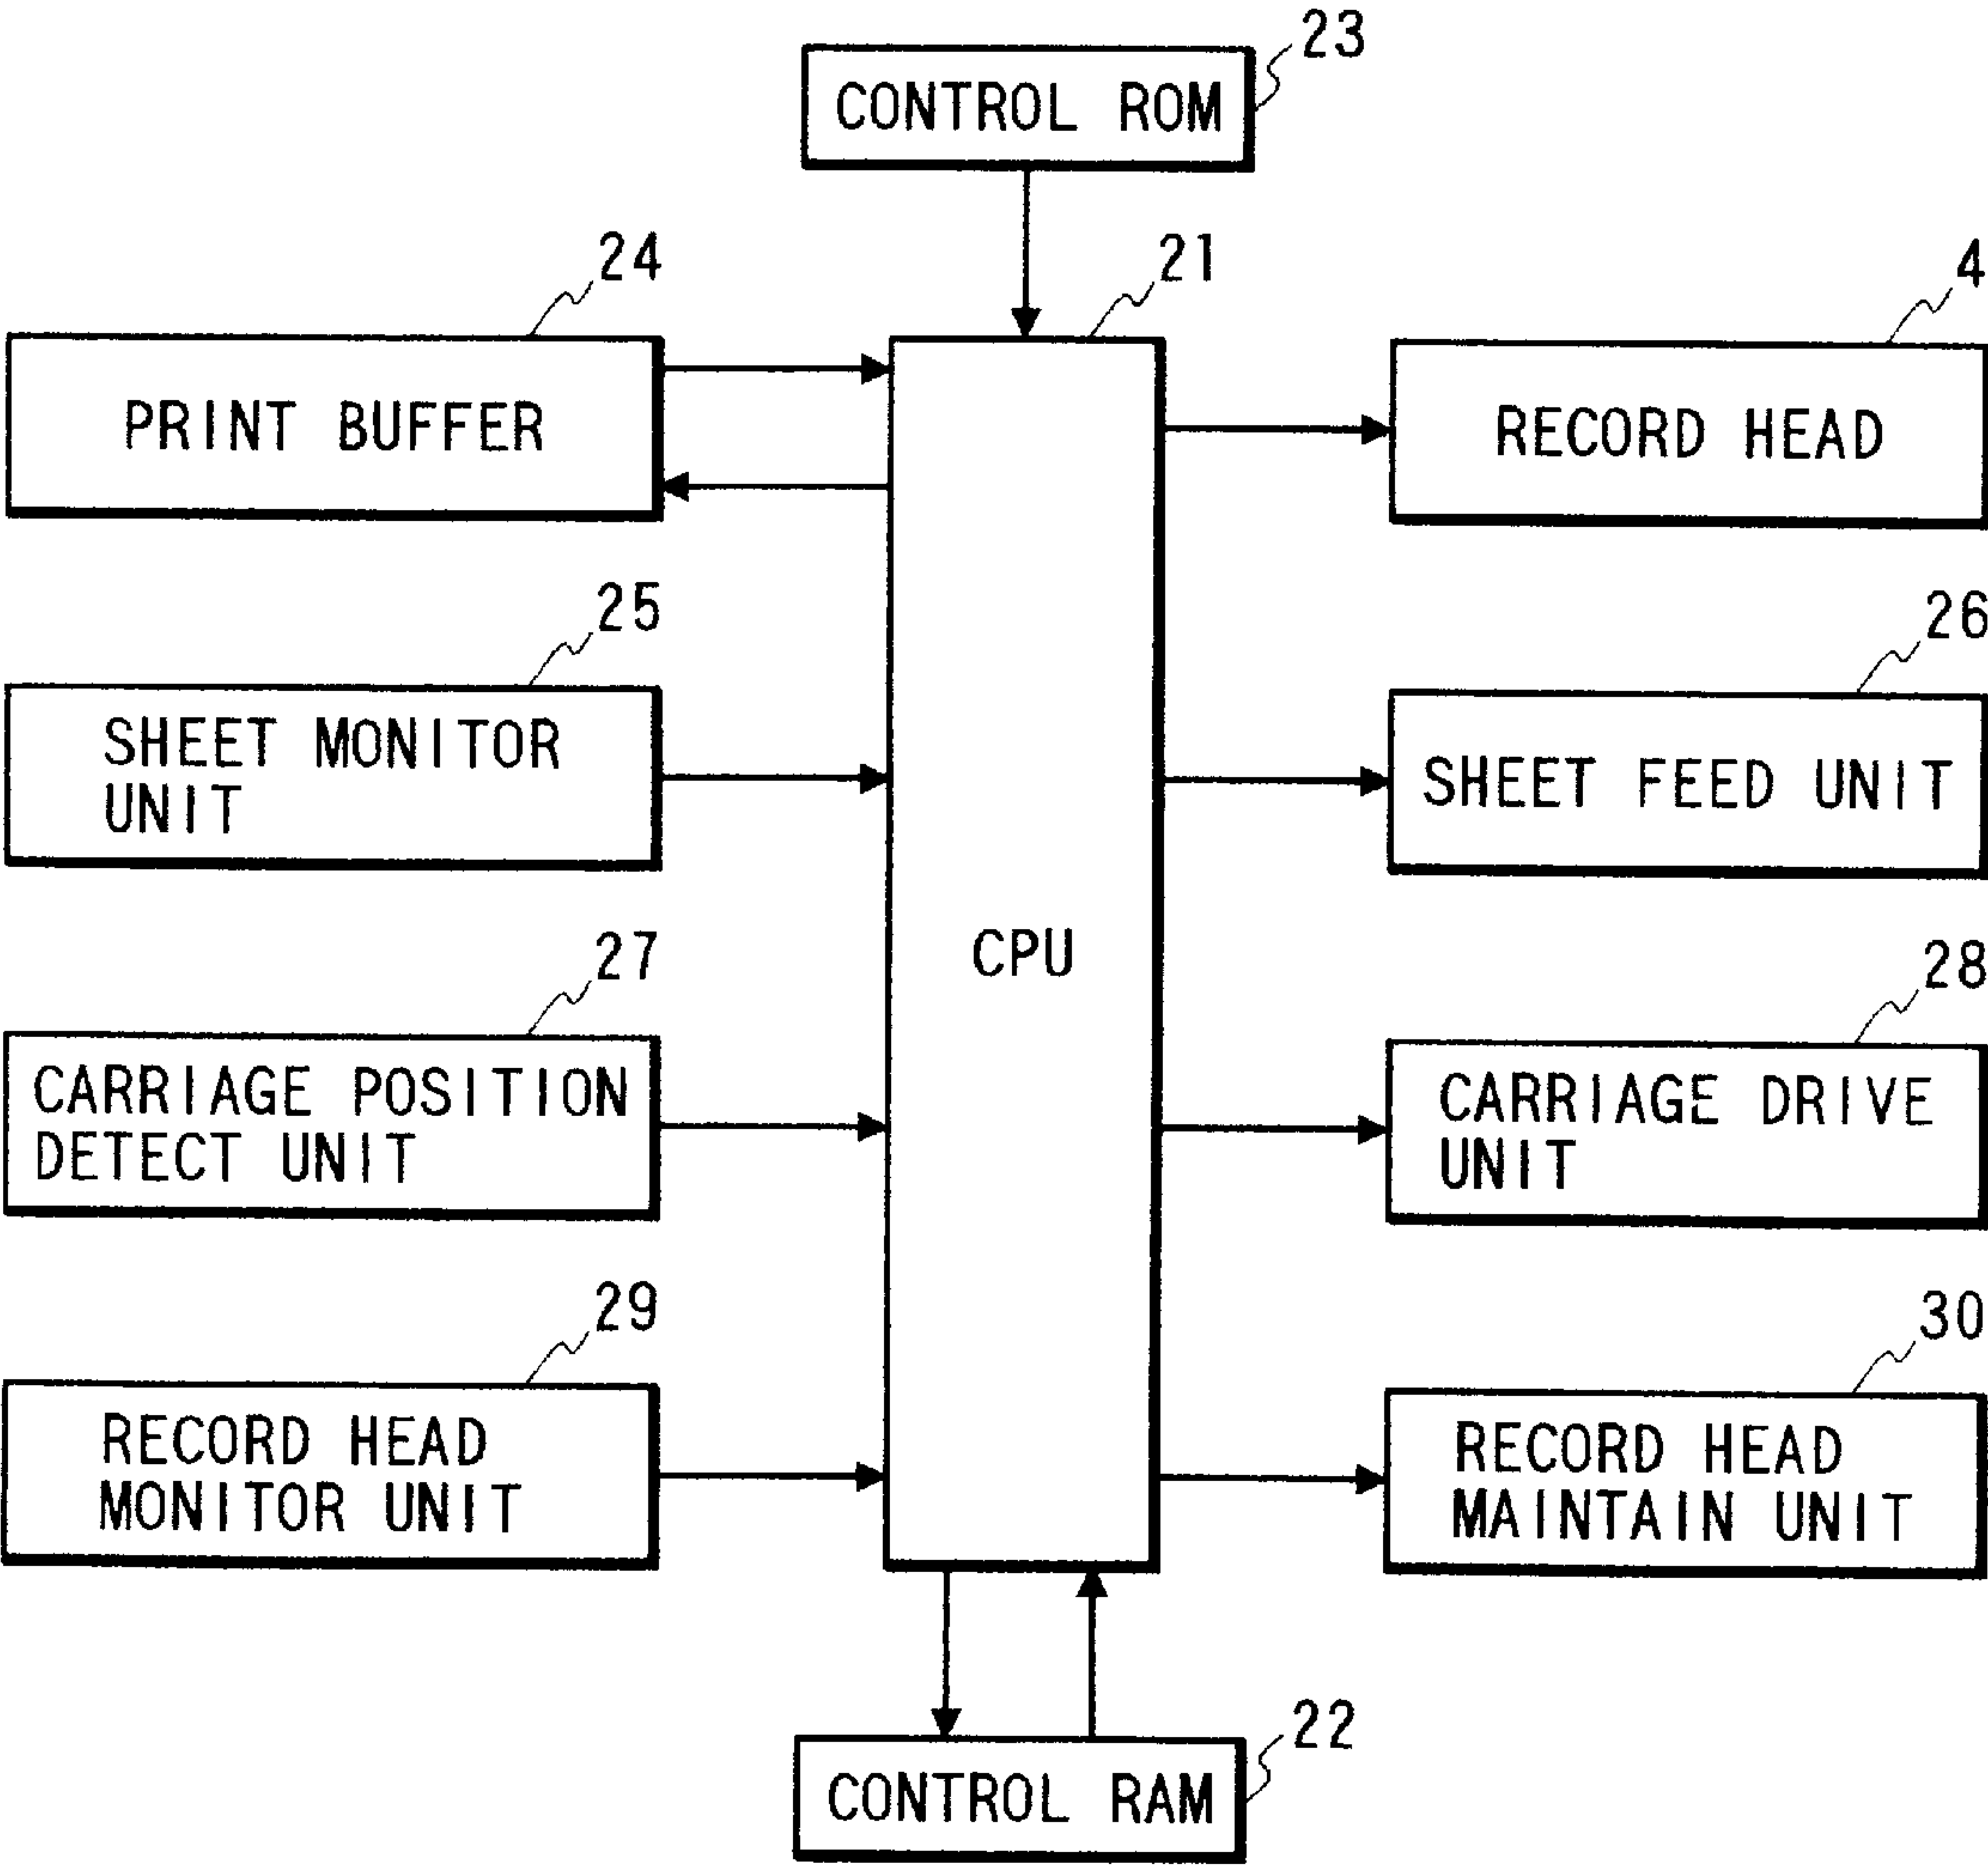 23
CONTROL ROM
24
21
4
PRINT BUFFER
RECORD HEAD
25
26
SHEET MONITOR
UNIT
SHEET FEED UNIT
CPU
27
28
CARRIAGE POSITION
DETECT UNIT
CARRIAGE DRIVE
UNIT
29
30
RECORD HEAD
MONITOR UNIT
RECORD HEAD
MAINTAIN UNIT
22
CONTROL RAM